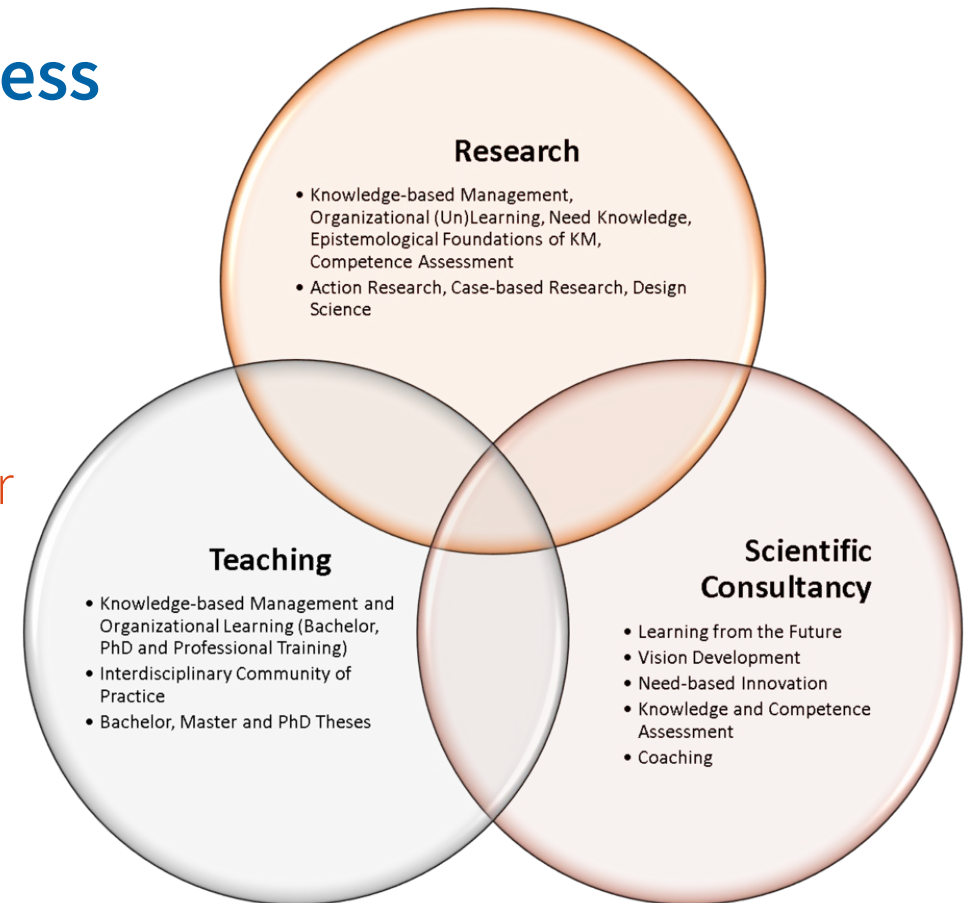 ess
Research
• Knowledge-based Management,
Organizational (Un)Learning, Need Knowledge,
Epistemological Foundations of KM,
Competence Assessment
• Action Research, Case-based Research, Design
Science
r
Teaching
• Knowledge-based Management and
Organizational Learning (Bachelor,
PhD and Professional Training)
• Interdisciplinary Community of
Practice
• Bachelor, Master and PhD Theses
Scientific
Consultancy
• Learning from the Future
• Vision Development
• Need-based Innovation
• Knowledge and Competence
Assessment
• Coaching